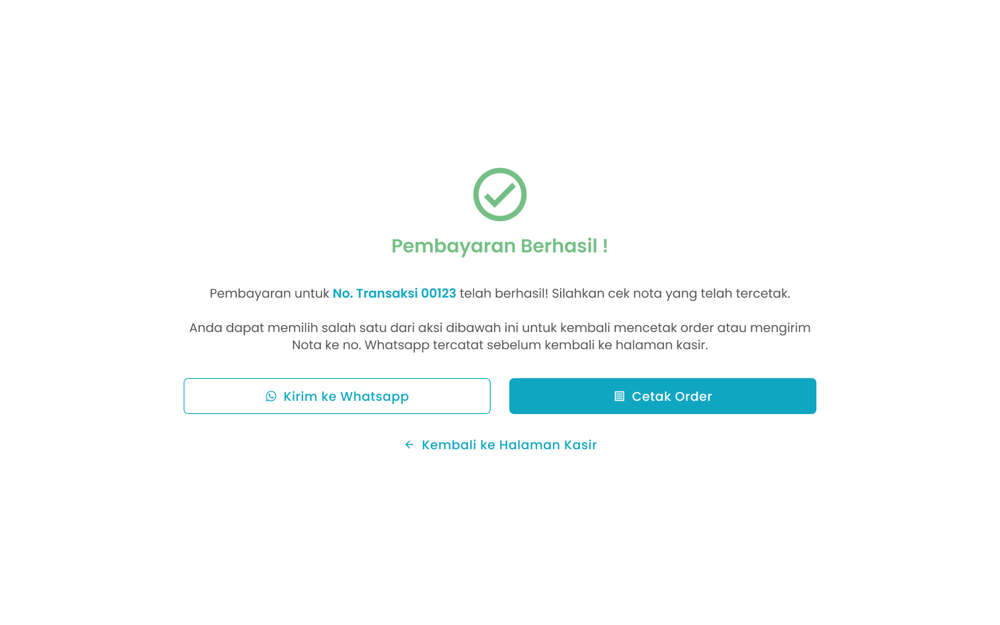 Pembayaran Berhasil !
Pembayaran untuk No. Transaksi 00123 telah berhasil! Silahkan cek nota yang telah tercetak.
Anda dapat memilih salah satu dari aksi dibawah ini untuk kembali mencetak order atau mengirim
Nota ke no. Whatsapp tercatat sebelum kembali ke halaman kasir.
Kirim ke Whatsapp
Cetak Order
Kembali ke Halaman Kasir